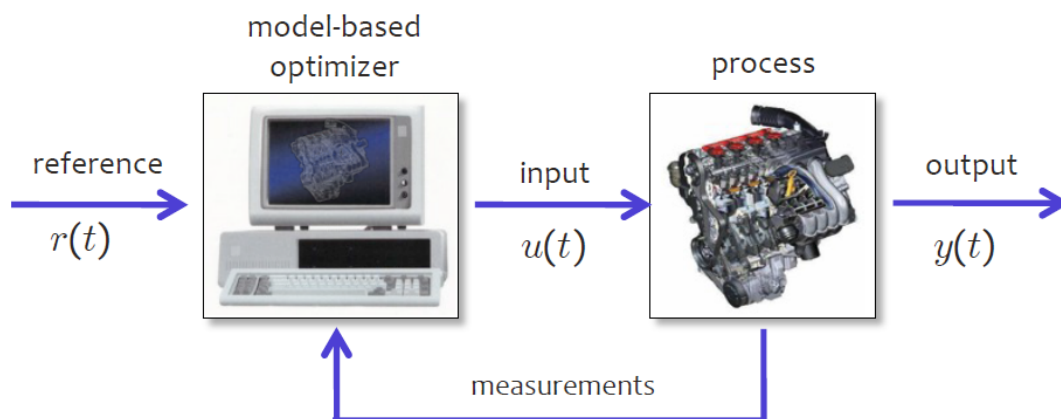 model-based
optimizer
process
reference
input
output
r(t)
u(t)
y(t)
measurements